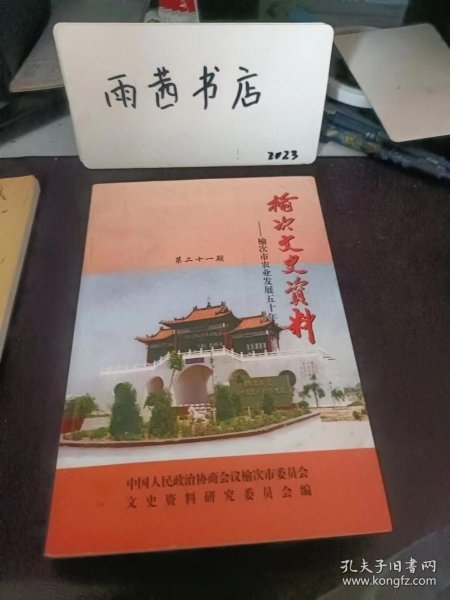 雨茜书店
2023
榆次文史资料
——榆次市农业发展五十年
第二十一期
中国人民政治协商会议榆次市委员会
文史资料研究委员会编
孔夫子旧书网
www.kongfz.com